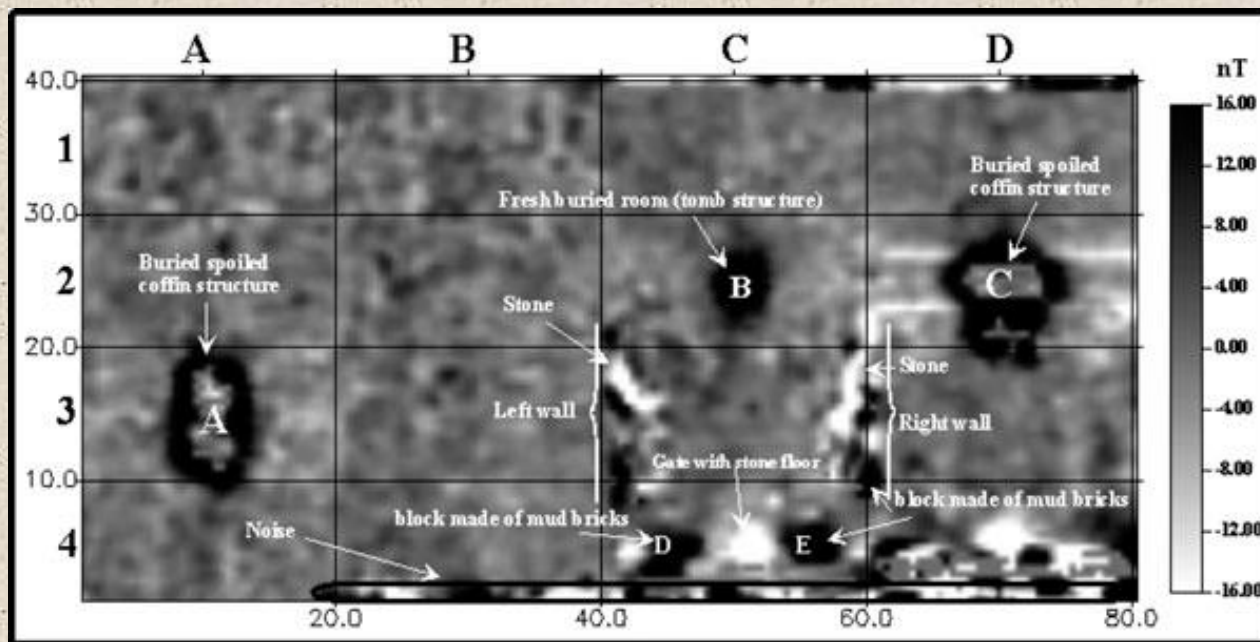 A B C D
nT
40.0
16.00
1
12.00
Buried spoiled
coffin structure
30.0
Fresh buried room (tomb structure)
8.00
Buried spoiled
coffin structure
2
B
C
4.00
Stone
20.0
0.00
Stone
3
A
Left wall
Right wall
-4.00
Gate with stone floor
10.0
-8.00
block made of mud bricks
block made of mud bricks
Noise
4
D
E
-12.00
-16.00
20.0 40.0 60.0 80.0